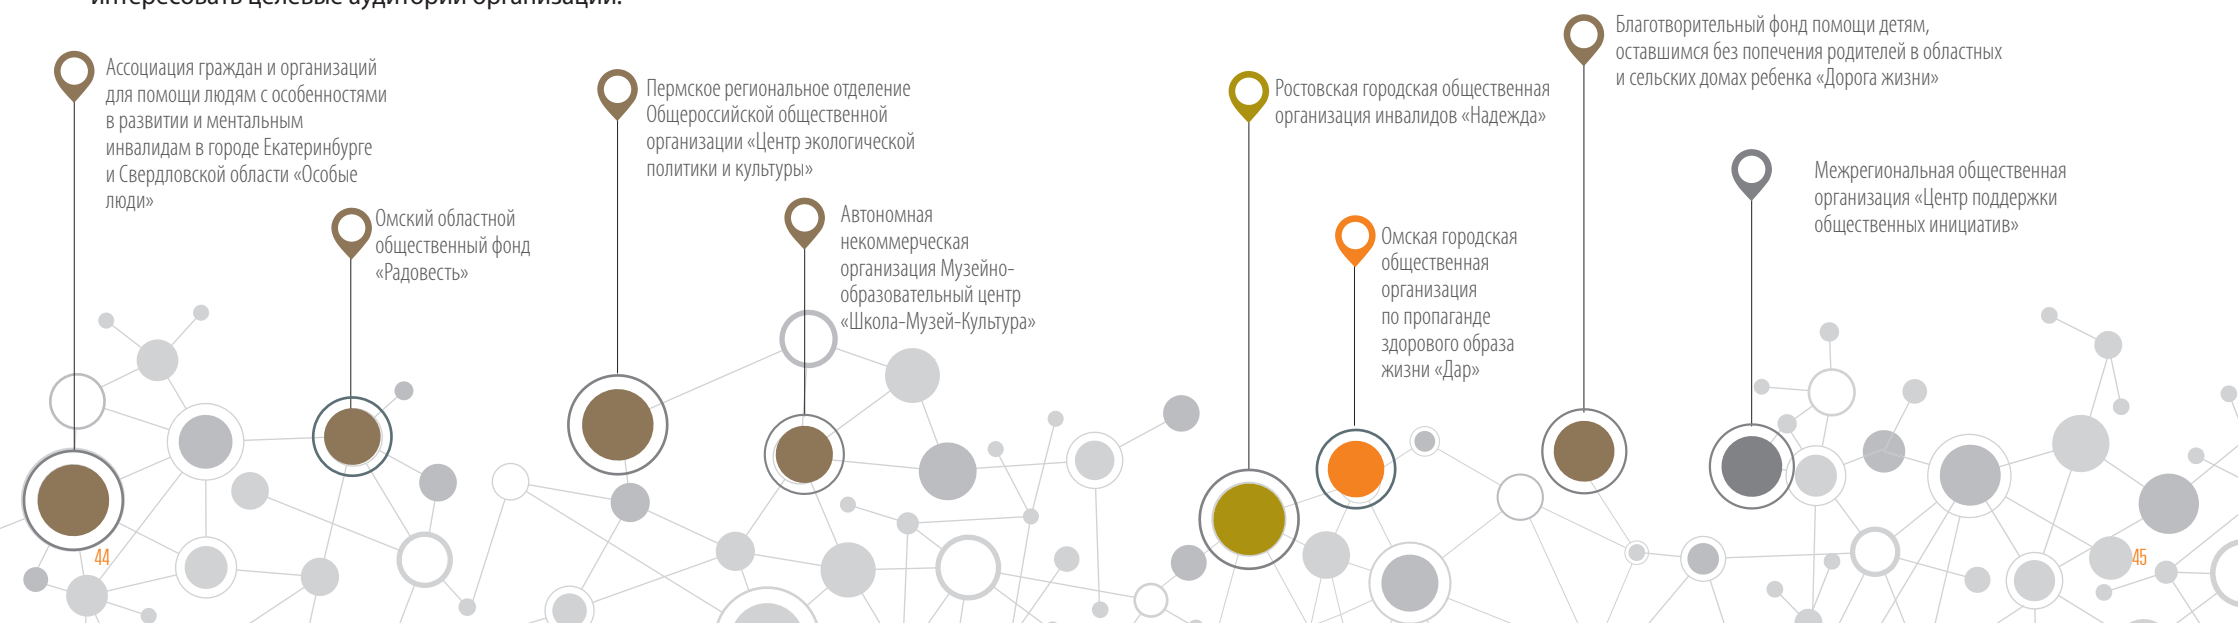 интересовать целевые аудитории организации.
Ассоциация граждан и организаций
для помощи людям с особенностями
в развитии и ментальным
инвалидам в городе Екатеринбурге
и Свердловской области «Особые
люди»
Омский областной
общественный фонд
«Радовесть»
Пермское региональное отделение
Общероссийской общественной
организации «Центр экологической
политики и культуры»
Автономная
некоммерческая
организация Музейно-
образовательный центр
«Школа-Музей-Культура»
Ростовская городская общественная
организация инвалидов «Надежда»
Омская городская
общественная
организация
по пропаганде
здорового образа
жизни «Дар»
Благотворительный фонд помощи детям,
оставшимся без попечения родителей в областных
и сельских домах ребенка «Дорога жизни»
Межрегиональная общественная
организация «Центр поддержки
общественных инициатив»
44
45